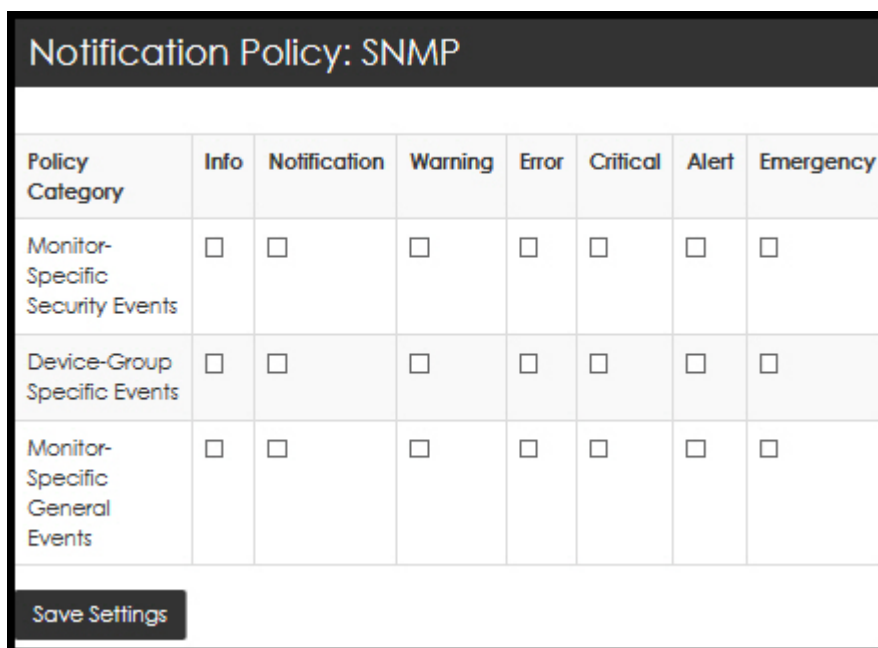 Notification Policy: SNMP
Policy Info Notification Warning Error Critical Alert Emergency
Category
Monitor-
Specific
Security Events
Device-Group
Specific Events
Monitor-
Specific
General
Events
Save Settings